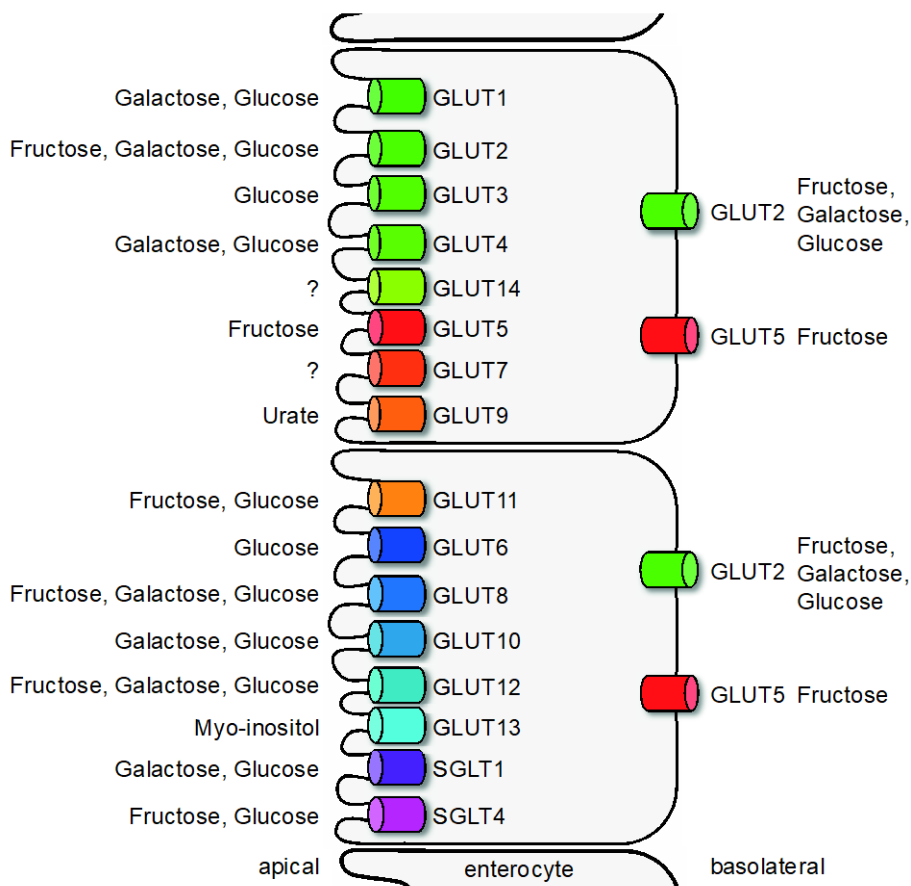 Galactose, Glucose GLUT1
Fructose, Galactose, Glucose GLUT2
Glucose GLUT3
Galactose, Glucose GLUT4
? GLUT14
Fructose GLUT5
? GLUT7
Urate GLUT9
GLUT2 Fructose,
Galactose,
Glucose
GLUT5 Fructose
Fructose, Glucose GLUT11
Glucose GLUT6
Fructose, Galactose, Glucose GLUT8
Galactose, Glucose GLUT10
Fructose, Galactose, Glucose GLUT12
Myo-inositol GLUT13
Galactose, Glucose SGLT1
Fructose, Glucose SGLT4
GLUT2 Fructose,
Galactose,
Glucose
GLUT5 Fructose
apical enterocyte basolateral